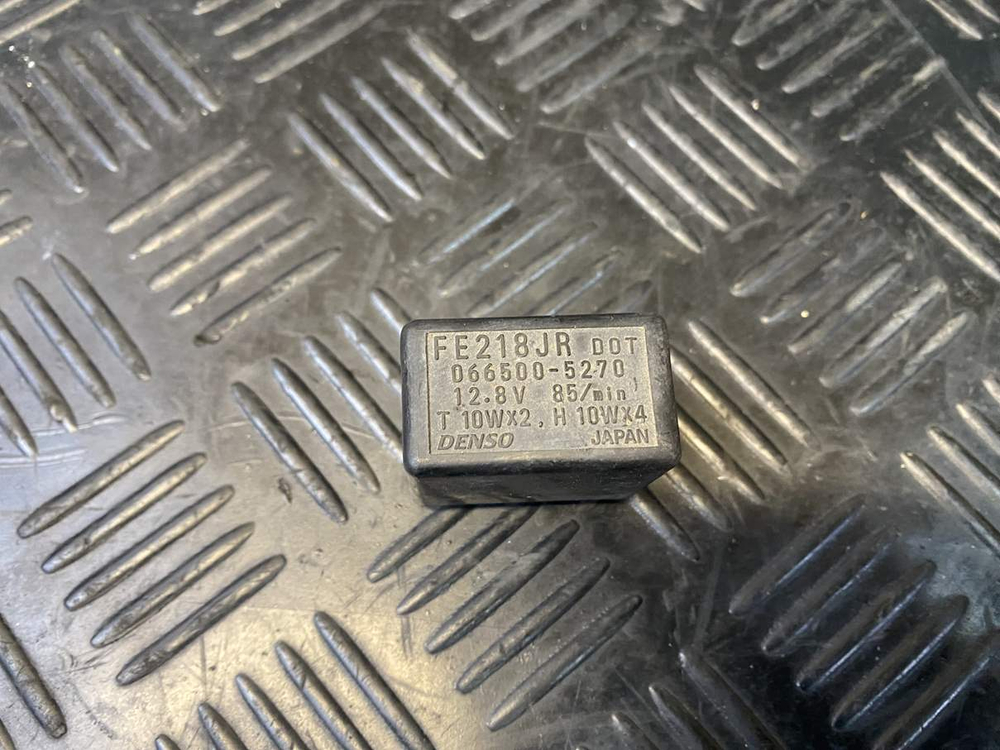 FE218JR DOT
066500-5270
12.8V 85/min
T 10WX2, H 10WX4
DENSO JAPAN